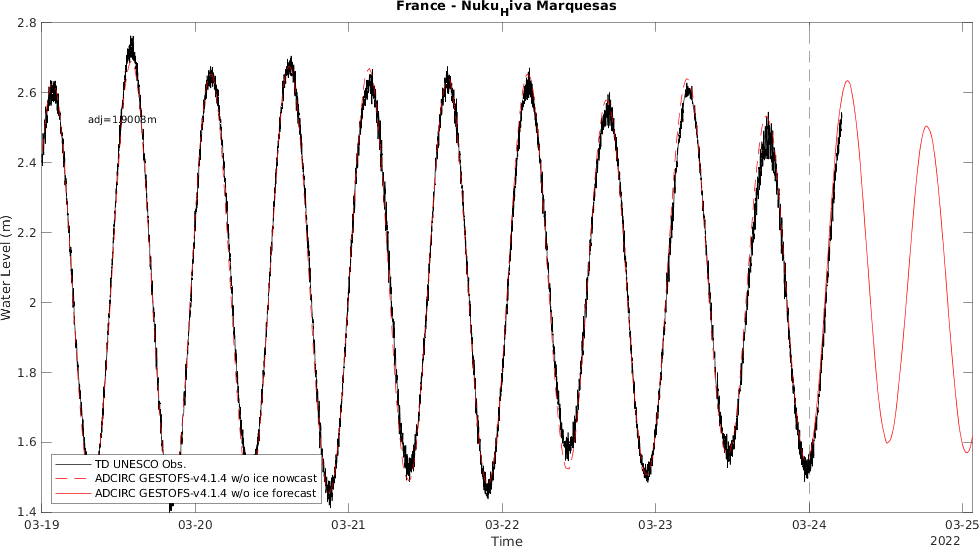 France - Nuku_Hiva Marquesas
2.8
2.6
adj=1.9003m
2.4
2.2
Water Level (m)
2
1.8
1.6
TD UNESCO Obs.
ADCIRC GESTOFS-v4.1.4 w/o ice nowcast
ADCIRC GESTOFS-v4.1.4 w/o ice forecast
1.4
03-19
03-20
03-21
03-22
03-23
03-24
03-25
Time
2022